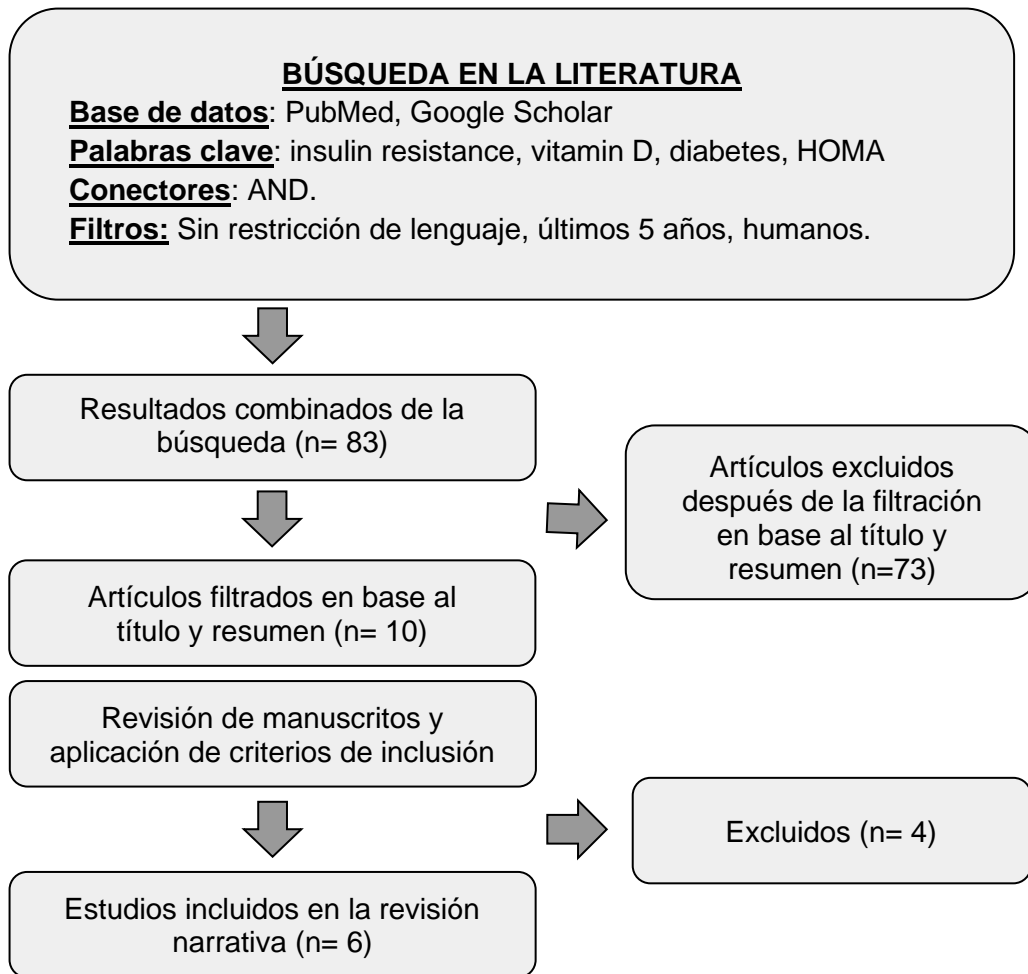 BÚSQUEDA EN LA LITERATURA
Base de datos: PubMed, Google Scholar
Palabras clave: insulin resistance, vitamin D, diabetes, HOMA
Conectores: AND.
Filtros: Sin restricción de lenguaje, últimos 5 años, humanos.
Resultados combinados de la
búsqueda (n= 83)
Artículos excluidos
después de la filtración
en base al título y
resumen (n=73)
Artículos filtrados en base al
título y resumen (n= 10)
Revisión de manuscritos y
aplicación de criterios de inclusión
Excluidos (n= 4)
Estudios incluidos en la revisión
narrativa (n= 6)